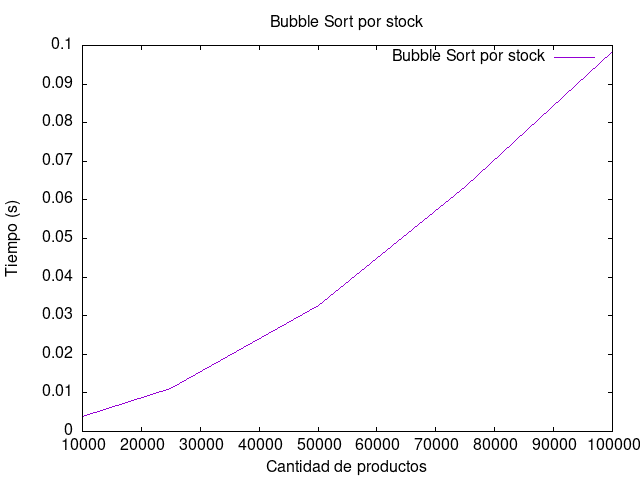 Bubble Sort por stock
Bubble Sort por stock
0.1
0.09
0.08
0.07
0.06
0.05
0.04
0.03
0.02
0.01
0
Tiempo (s)
10000 20000 30000 40000 50000 60000 70000 80000 90000 100000
Cantidad de productos